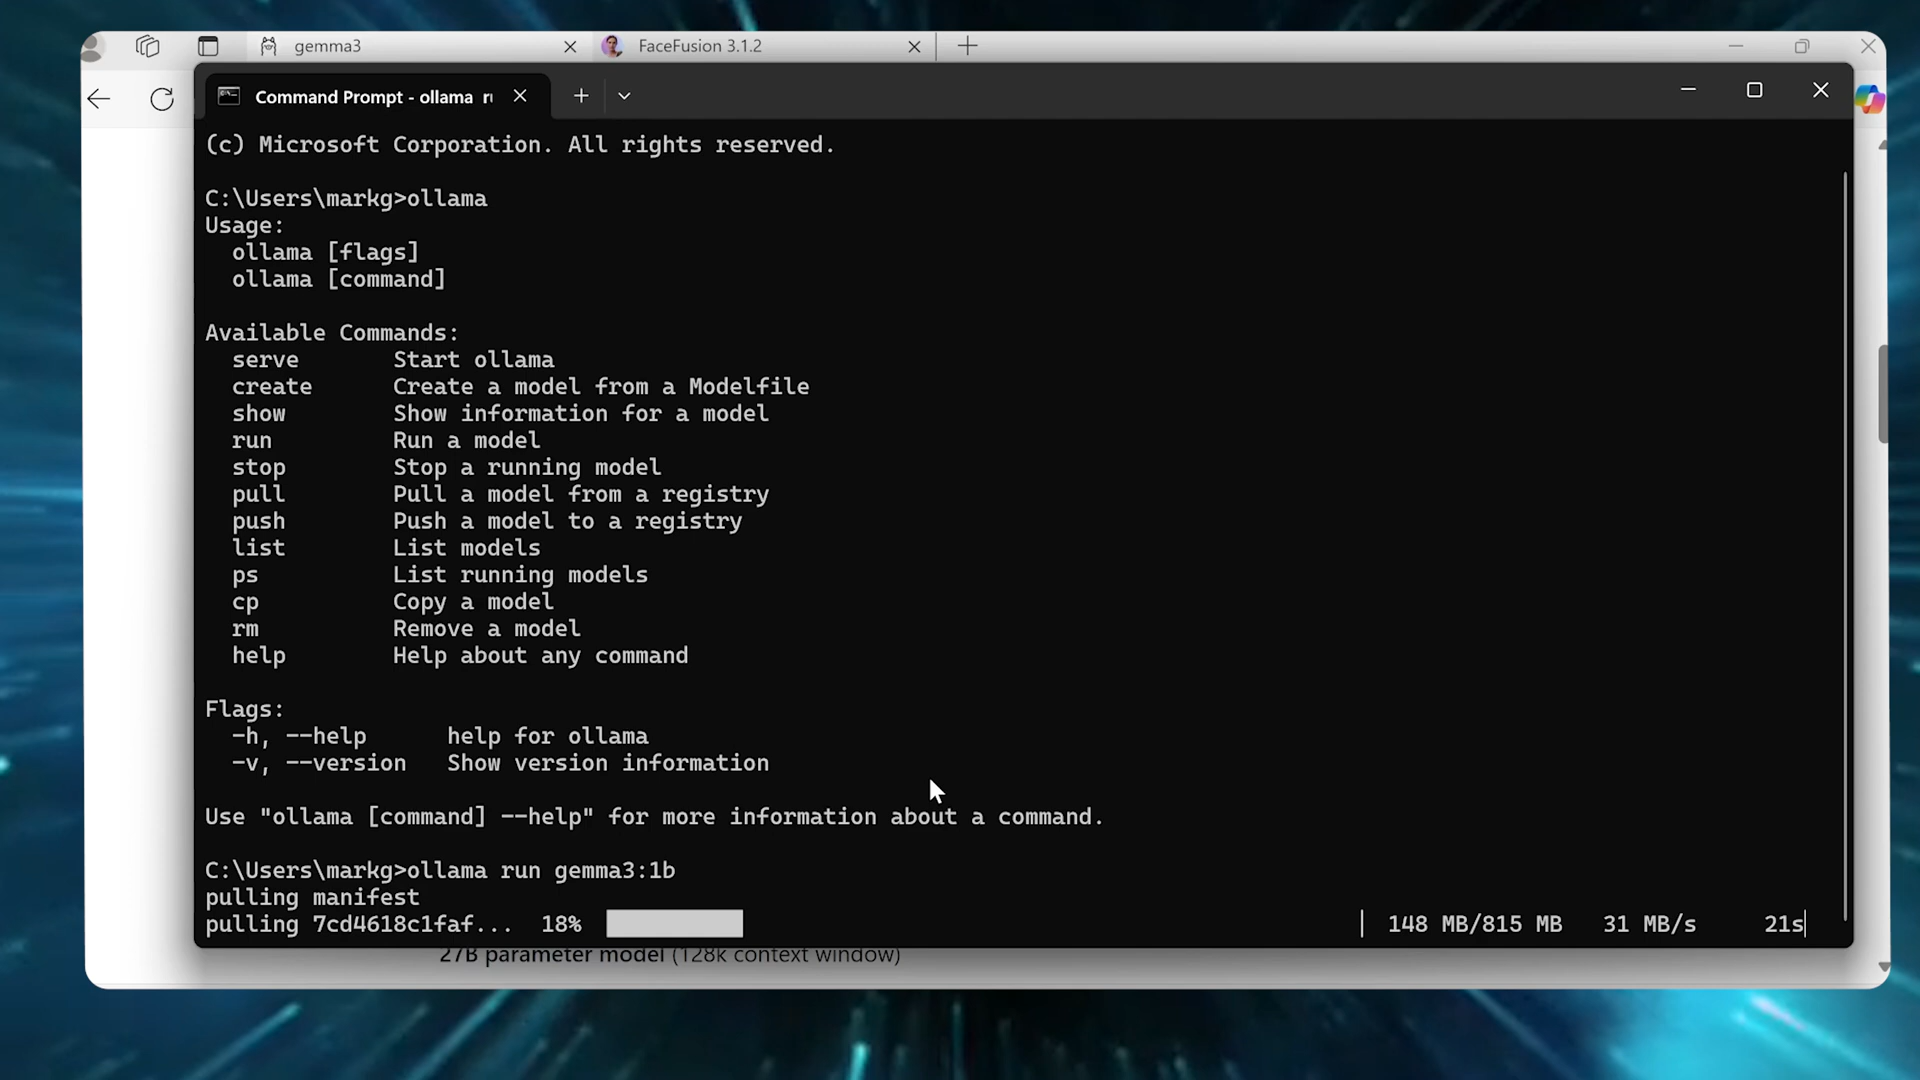 gemma3
FaceFusion 3.1.2
Command Prompt - ollama
(c) Microsoft Corporation. All rights reserved.
C:\Users\markg>ollama
Usage:
ollama [flags]
ollama [command]
Available Commands:
serve Start ollama
create Create a model from a Modelfile
show Show information for a model
run Run a model
stop Stop a running model
pull Pull a model from a registry
push Push a model to a registry
list List models
ps List running models
cp Copy a model
rm Remove a model
help Help about any command
Flags:
-h, --help help for ollama
-v, --version Show version information
Use "ollama [command] --help" for more information about a command.
C:\Users\markg>ollama run gemma3:1b
pulling manifest
pulling 7cd4618c1faf... 18% 148 MB/815 MB 31 MB/s 21s
27B parameter model (128k context window)